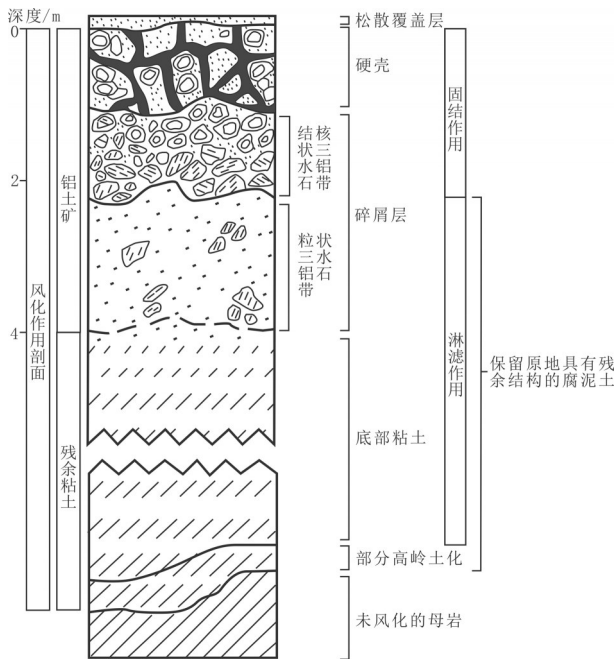 深度/m
0
2
4
风化作用剖面
铝土矿
残余粘土
松散覆盖层
硬壳
结核状三水铝石带
碎屑层
粒状三水铝石带
底部粘土
部分高岭土化
未风化的母岩
固结作用
淋滤作用
保留原地具有残
余结构的腐泥土